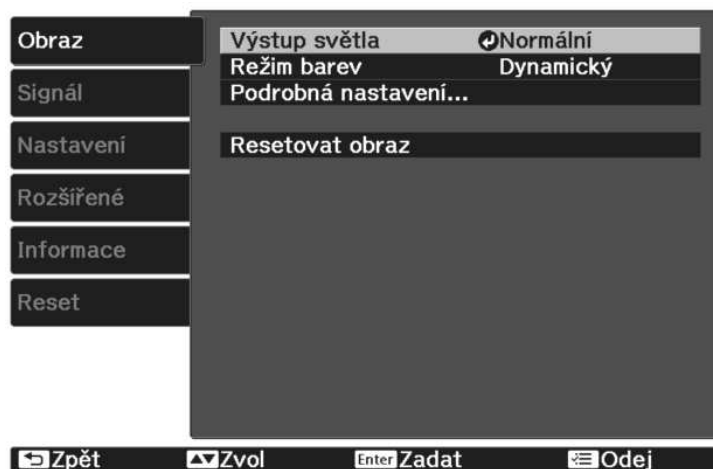 Obraz
Signál
Nastavení
Rozšířené
Informace
Reset
Výstup světla Normální
Režim barev Dynamický
Podrobná nastavení...
Resetovat obraz
Zpět Zvol Enter Zadat Odej